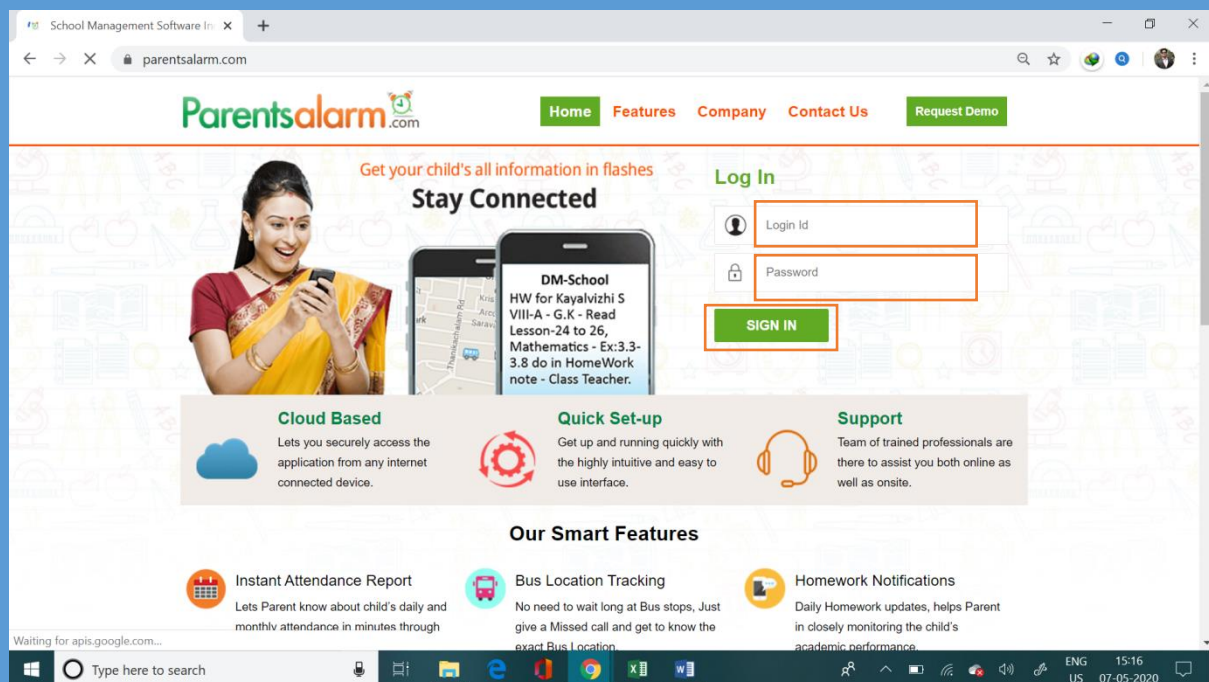 School Management Software In
parentsalarm.com
Parentsalarm.com
Home Features Company Contact Us Request Demo
Get your child's all information in flashes
Stay Connected
DM-School
HW for Kayalvizhi S
VIII-A - G.K - Read
Lesson-24 to 26,
Mathematics - Ex:3.3-
3.8 do in HomeWork
note - Class Teacher.
Log In
Login Id
Password
SIGN IN
Cloud Based
Lets you securely access the
application from any internet
connected device.
Quick Set-up
Get up and running quickly with
the highly intuitive and easy to
use interface.
Support
Team of trained professionals are
there to assist you both online as
well as onsite.
Our Smart Features
Instant Attendance Report
Lets Parent know about child's daily and
monthly attendance in minutes through
Bus Location Tracking
No need to wait long at Bus stops, Just
give a Missed call and get to know the
exact Bus Location.
Homework Notifications
Daily Homework updates, helps Parent
in closely monitoring the child's
academic performance.
Waiting for apis.google.com...
Type here to search
ENG
US
15:16
07-05-2020